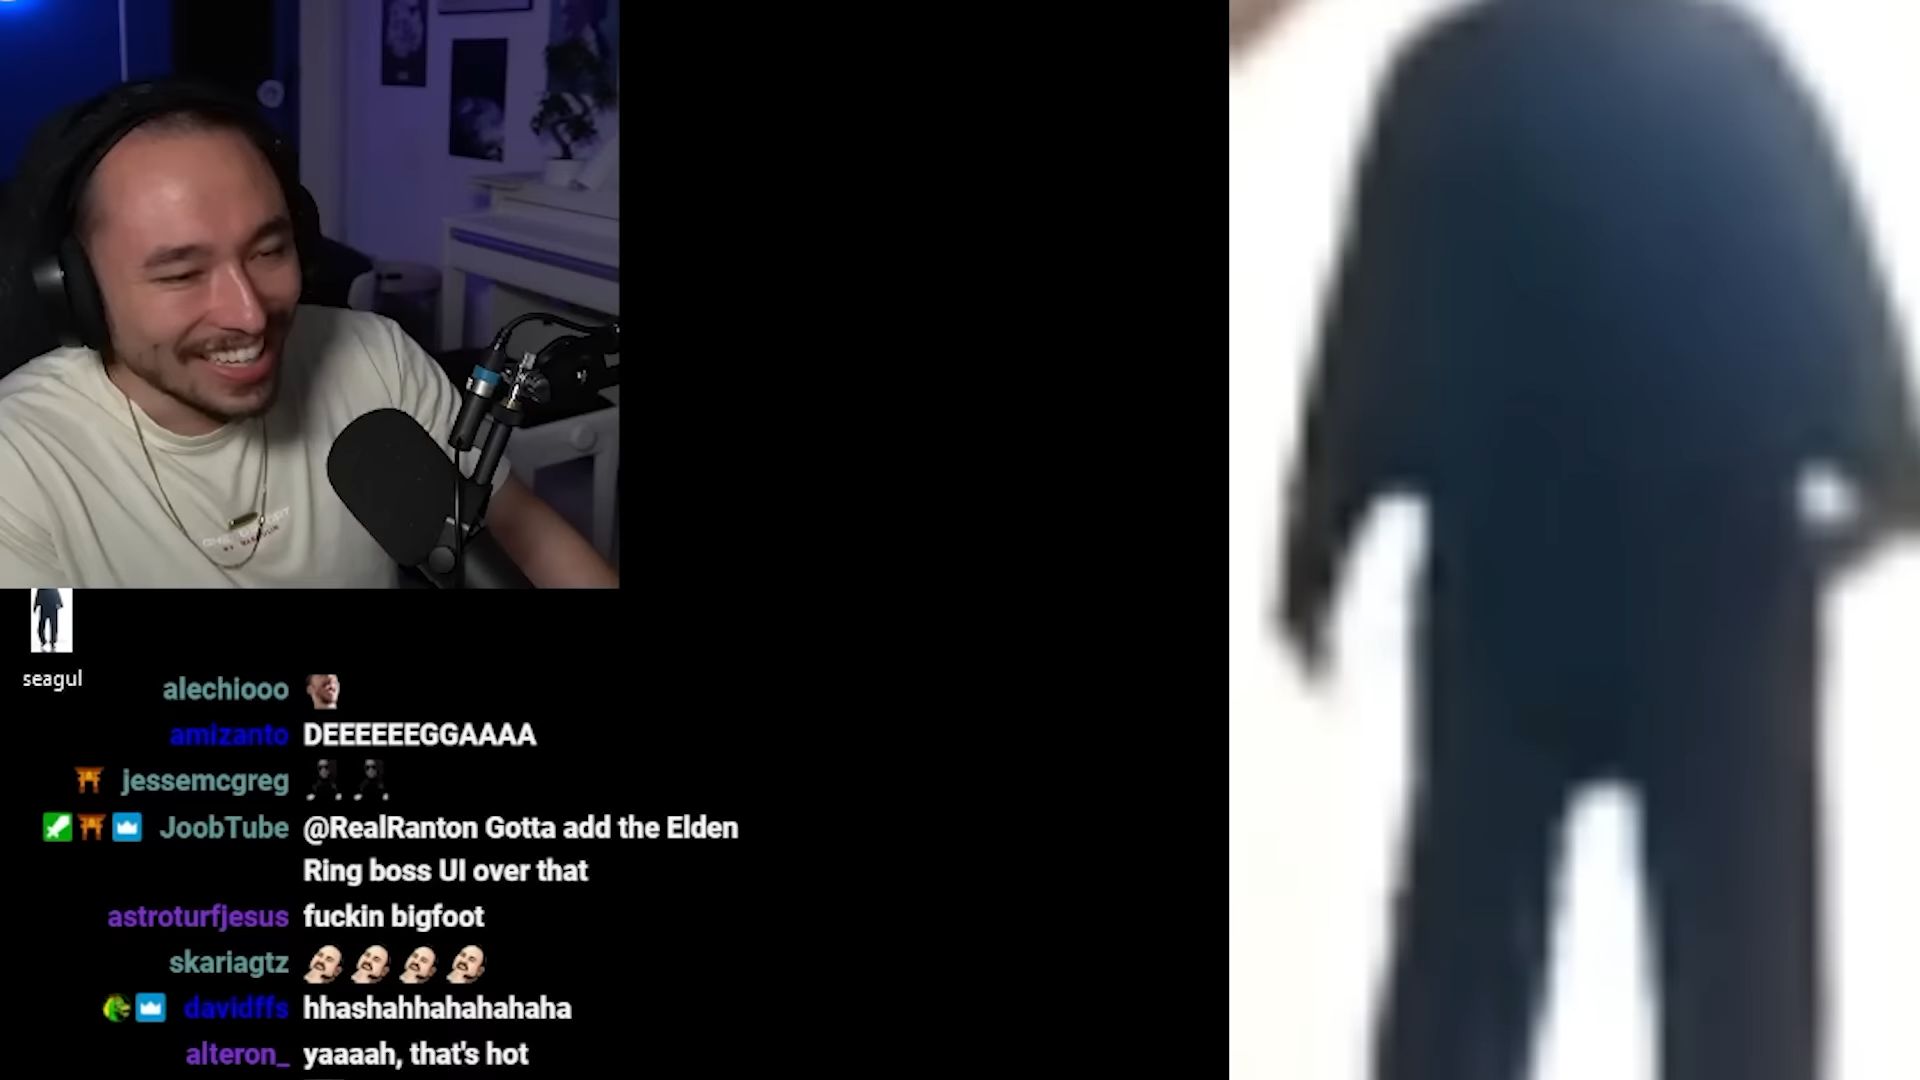 seagul
alechiooo
amizanto DEEEEEEGGAAAA
jessemcgreg
JoobTube @RealRanton Gotta add the Elden
Ring boss UI over that
astroturfjesus fuckin bigfoot
skariagtz
davidffs hhashahhahahahaha
alteron_ yaaaah, that's hot